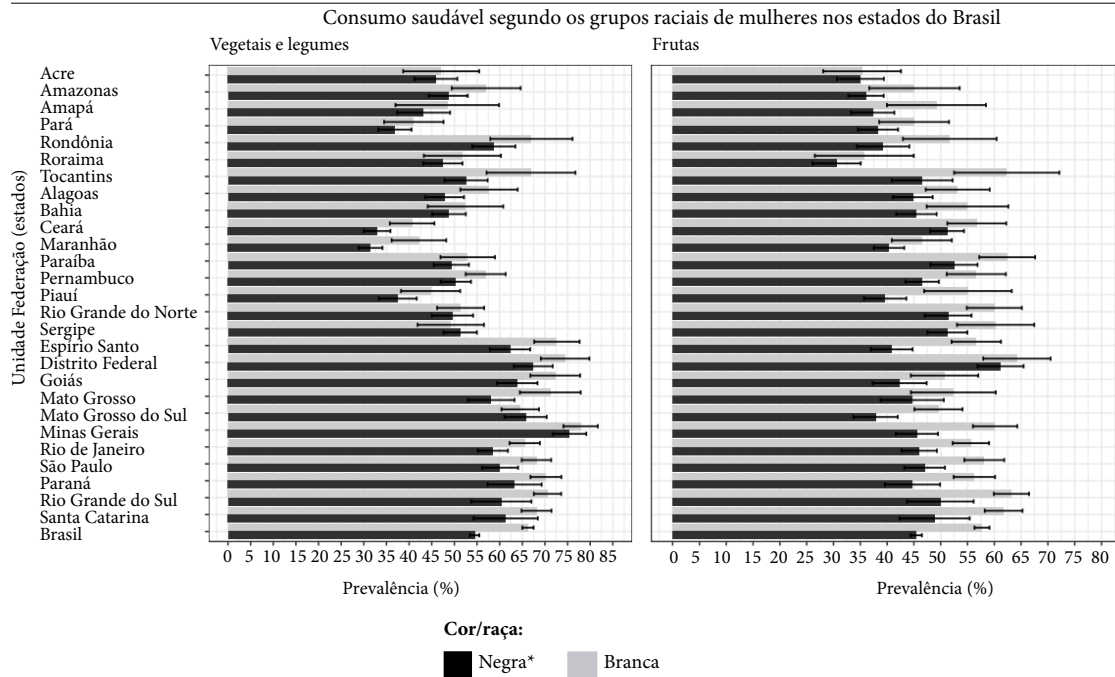 Consumo saudável segundo os grupos raciais de mulheres nos estados do Brasil
Vegetais e legumes
Frutas
Unidade Federação (estados)
Acre
Amazonas
Amapá
Pará
Rondônia
Roraima
Tocantins
Alagoas
Bahia
Ceará
Maranhão
Paraíba
Pernambuco
Piauí
Rio Grande do Norte
Sergipe
Espírio Santo
Distrito Federal
Goiás
Mato Grosso
Mato Grosso do Sul
Minas Gerais
Rio de Janeiro
São Paulo
Paraná
Rio Grande do Sul
Santa Catarina
Brasil
0 5 10 15 20 25 30 35 40 45 50 55 60 65 70 75 80 85
0 5 10 15 20 25 30 35 40 45 50 55 60 65 70 75 80
Prevalência (%)
Prevalência (%)
Cor/raça:
Negra*
Branca